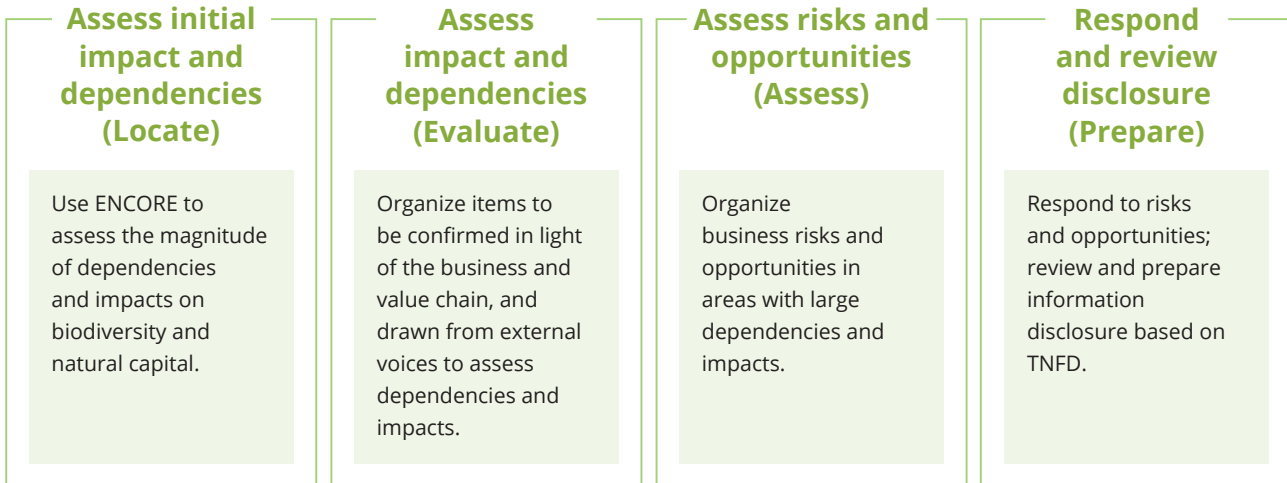 Assess initial
impact and
dependencies
(Locate)
Use ENCORE to
assess the magnitude
of dependencies
and impacts on
biodiversity and
natural capital.
Assess
impact and
dependencies
(Evaluate)
Organize items to
be confirmed in light
of the business and
value chain, and
drawn from external
voices to assess
dependencies and
impacts.
Assess risks and
opportunities
(Assess)
Organize
business risks and
opportunities in
areas with large
dependencies and
impacts.
Respond
and review
disclosure
(Prepare)
Respond to risks
and opportunities;
review and prepare
information
disclosure based on
TNFD.